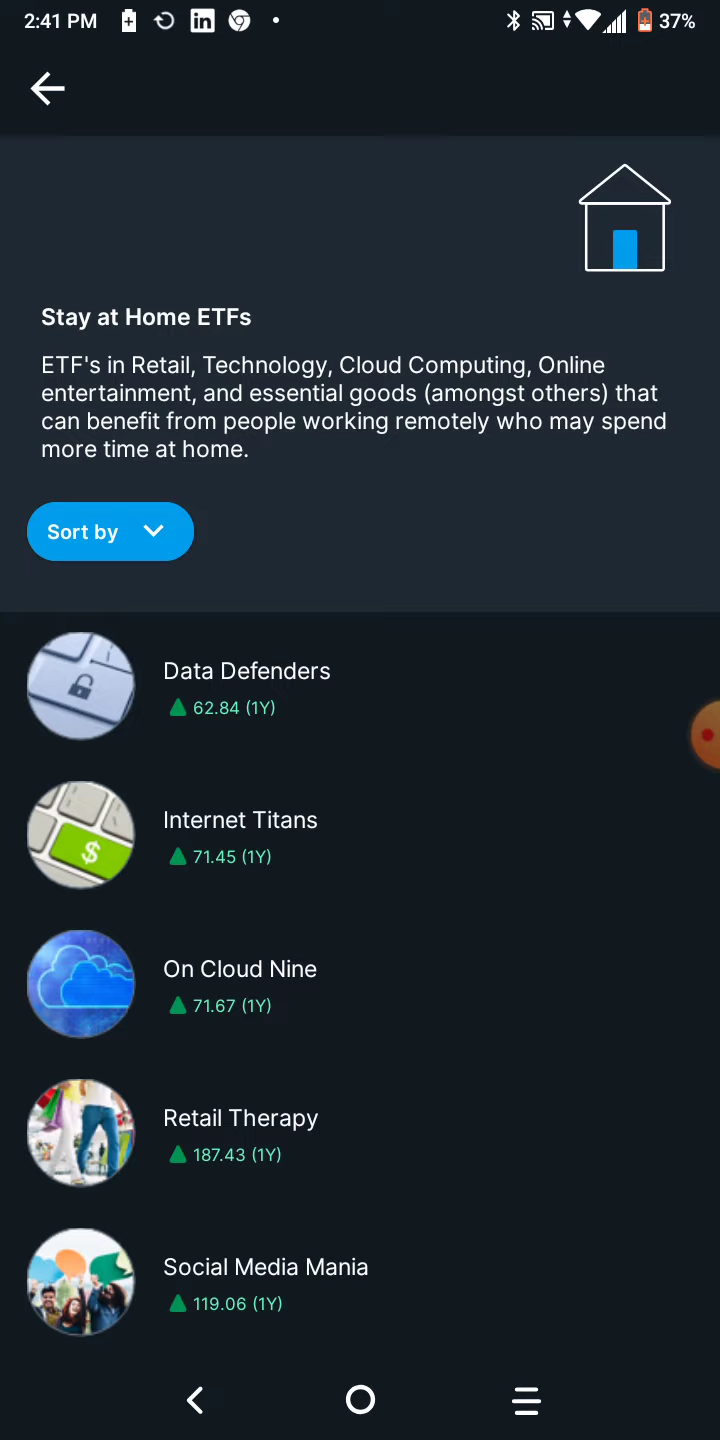 2:41 PM
37%
Stay at Home ETFs
ETF's in Retail, Technology, Cloud Computing, Online
entertainment, and essential goods (amongst others) that
can benefit from people working remotely who may spend
more time at home.
Sort by
Data Defenders
62.84 (1Y)
Internet Titans
$
71.45 (1Y)
On Cloud Nine
71.67 (1Y)
Retail Therapy
187.43 (1Y)
Social Media Mania
119.06 (1Y)